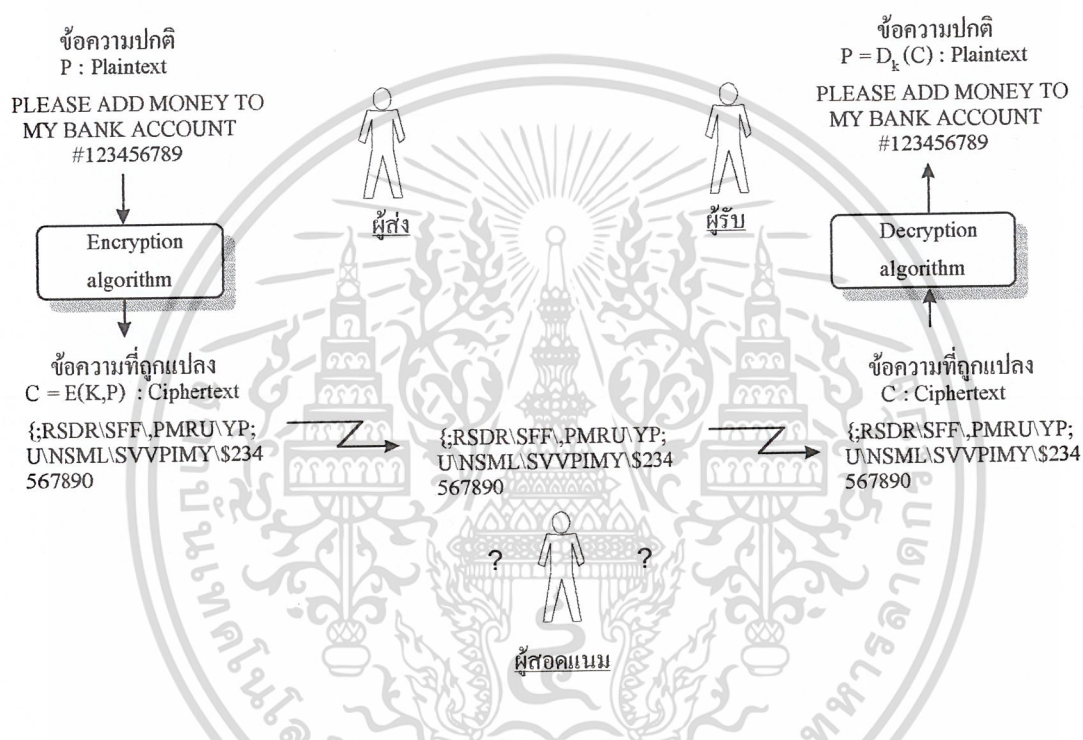 ข้อความปกติ
P : Plaintext
PLEASE ADD MONEY TO
MY BANK ACCOUNT
#123456789
Encryption
algorithm
ข้อความที่ถูกแปลง
C = E(K,P) : Ciphertext
{;RSDR\SFF\,PMRU\YP;
U\NSML\SVVPIMY\$234
567890
ผู้ส่ง
{;RSDR\SFF\,PMRU\YP;
U\NSML\SVVPIMY\$234
567890
?
?
ผู้สอดแนม
ผู้รับ
ข้อความปกติ
P = Dk (C) : Plaintext
PLEASE ADD MONEY TO
MY BANK ACCOUNT
#123456789
Decryption
algorithm
ข้อความที่ถูกแปลง
C : Ciphertext
{;RSDR\SFF\,PMRU\YP;
U\NSML\SVVPIMY\$234
567890